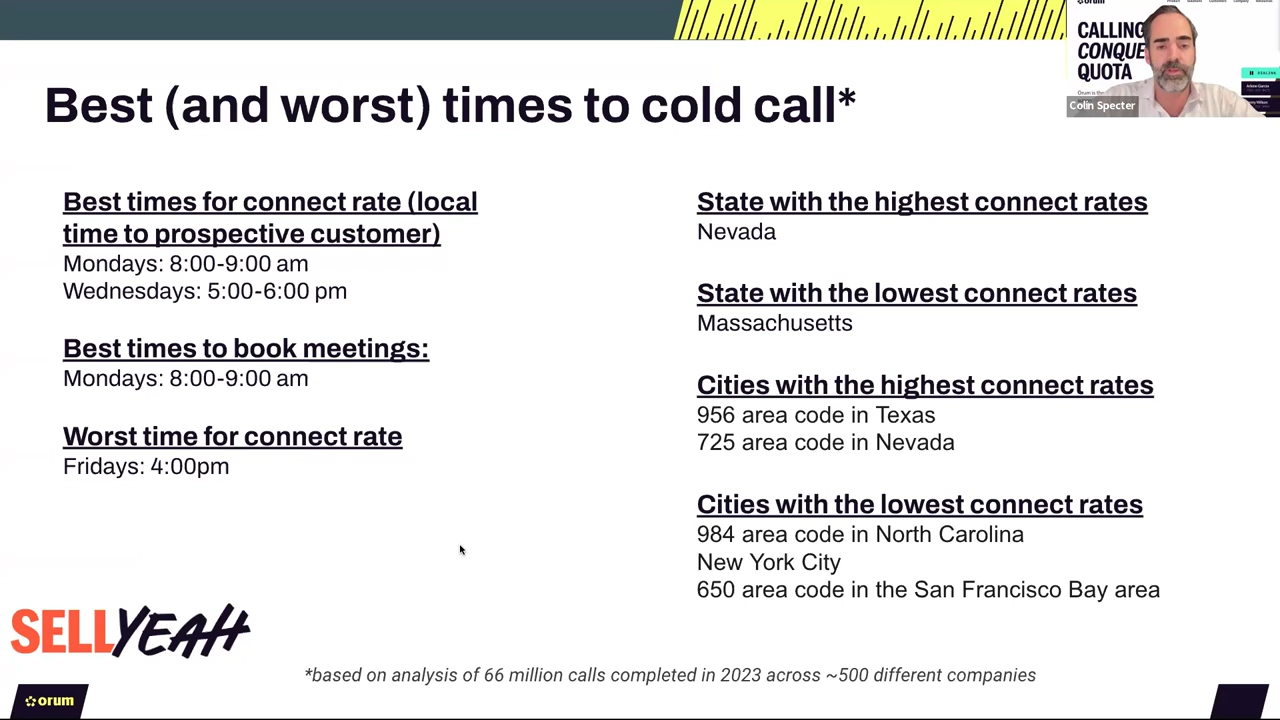 Best (and worst) times to cold call*
orum
CALLING
CONQUE
QUOTA
Colin Specter
Best times for connect rate (local
time to prospective customer)
Mondays: 8:00-9:00 am
Wednesdays: 5:00-6:00 pm
Best times to book meetings:
Mondays: 8:00-9:00 am
Worst time for connect rate
Fridays: 4:00pm
State with the highest connect rates
Nevada
State with the lowest connect rates
Massachusetts
Cities with the highest connect rates
956 area code in Texas
725 area code in Nevada
Cities with the lowest connect rates
984 area code in North Carolina
New York City
650 area code in the San Francisco Bay area
SELLYEAH
*based on analysis of 66 million calls completed in 2023 across ~500 different companies
orum